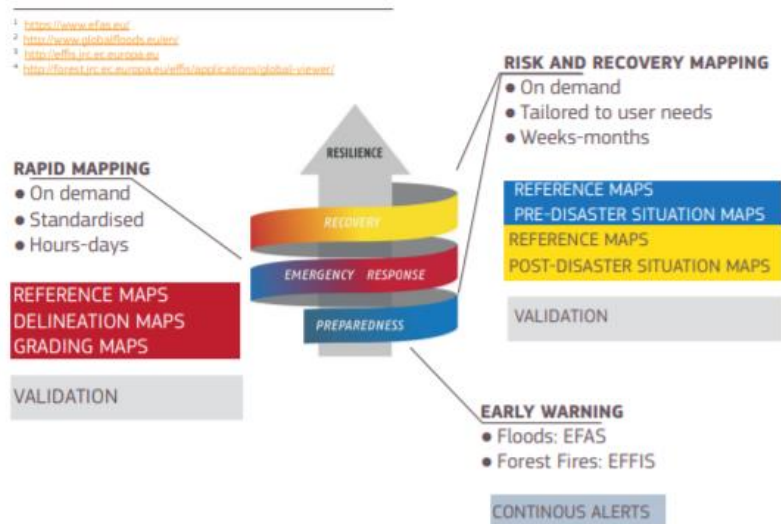 1 https://www.efas.eu/
2 http://www.globalfloods.eu/en/
3 http://effis.jrc.ec.europa.eu
4 http://forest.jrc.ec.europa.eu/effis/applications/global-viewer/
RISK AND RECOVERY MAPPING
● On demand
● Tailored to user needs
● Weeks-months
REFERENCE MAPS
PRE-DISASTER SITUATION MAPS
REFERENCE MAPS
POST-DISASTER SITUATION MAPS
VALIDATION
RESILIENCE
RECOVERY
EMERGENCY RESPONSE
PREPAREDNESS
RAPID MAPPING
● On demand
● Standardised
● Hours-days
REFERENCE MAPS
DELINEATION MAPS
GRADING MAPS
VALIDATION
EARLY WARNING
● Floods: EFAS
● Forest Fires: EFFIS
CONTINOUS ALERTS